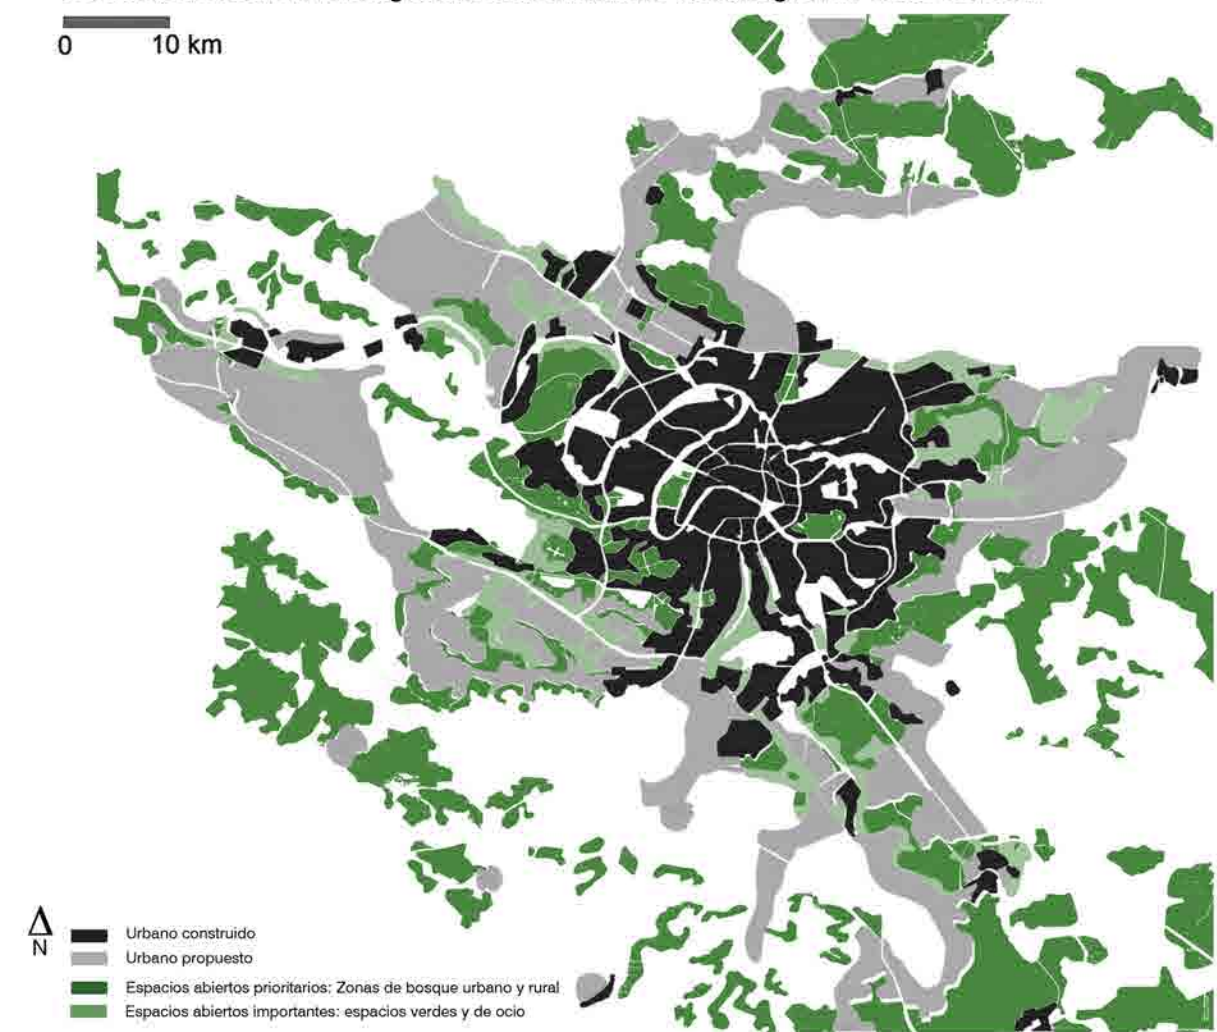 0 10 km
Δ
N
Urbano construido
Urbano propuesto
Espacios abiertos prioritarios: Zonas de bosque urbano y rural
Espacios abiertos importantes: espacios verdes y de ocio